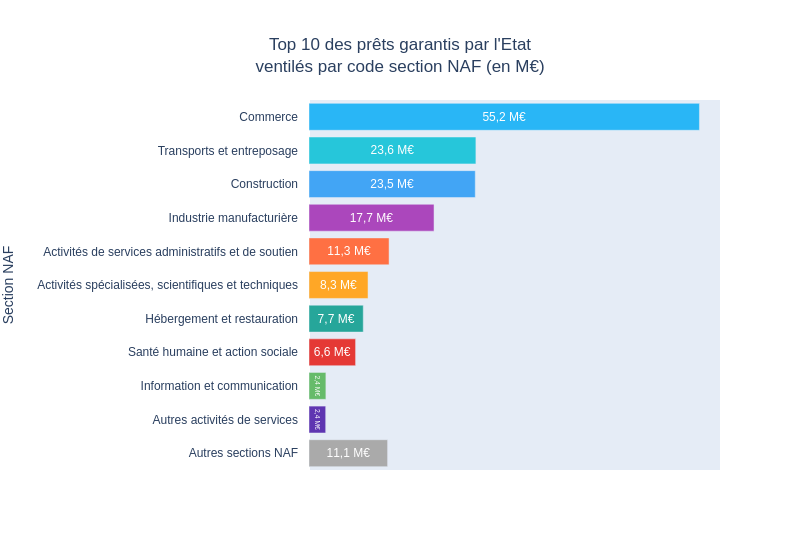 Top 10 des prêts garantis par l'Etat
ventilés par code section NAF (en M€)
Section NAF
Commerce 55,2 M€
Transports et entreposage 23,6 M€
Construction 23,5 M€
Industrie manufacturière 17,7 M€
Activités de services administratifs et de soutien 11,3 M€
Activités spécialisées, scientifiques et techniques 8,3 M€
Hébergement et restauration 7,7 M€
Santé humaine et action sociale 6,6 M€
Information et communication 2,4 M€
Autres activités de services 2,4 M€
Autres sections NAF 11,1 M€